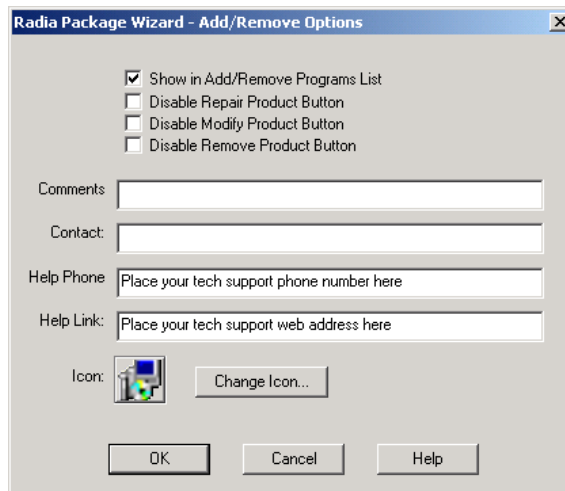 Radia Package Wizard - Add/Remove Options
Show in Add/Remove Programs List
Disable Repair Product Button
Disable Modify Product Button
Disable Remove Product Button
Comments
Contact:
Help Phone Place your tech support phone number here
Help Link: Place your tech support web address here
Icon: Change Icon...
OK Cancel Help